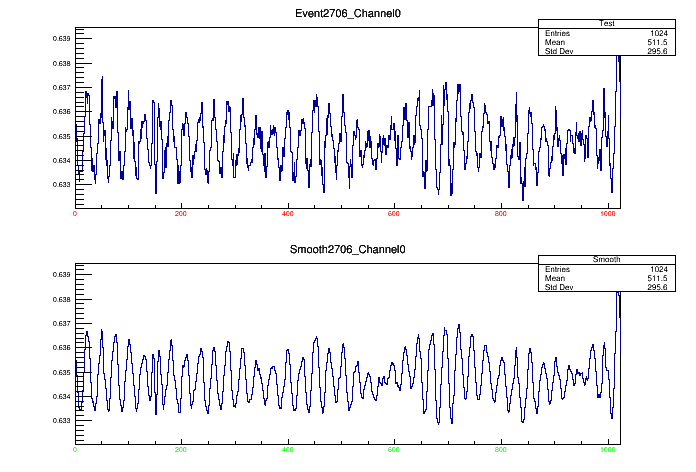 Event2706_Channel0
Test
Entries 1024
Mean 511.5
Std Dev 295.6
0.639
0.638
0.637
0.636
0.635
0.634
0.633
0 200 400 600 800 1000
Smooth2706_Channel0
Smooth
Entries 1024
Mean 511.5
Std Dev 295.6
0.639
0.638
0.637
0.636
0.635
0.634
0.633
0 200 400 600 800 1000